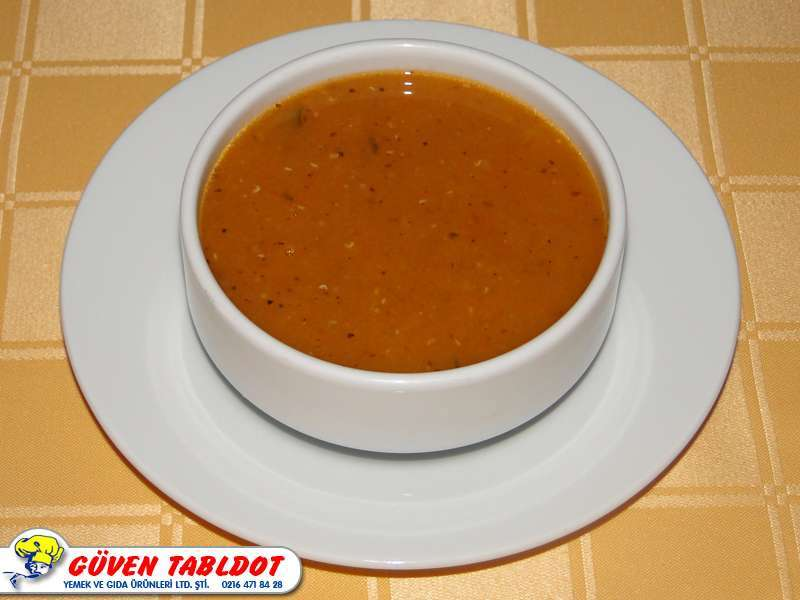 GÜVEN TABLDOT
YEMEK VE GIDA ÜRÜNLERİ LTD. ŞTİ. 0216 471 84 28